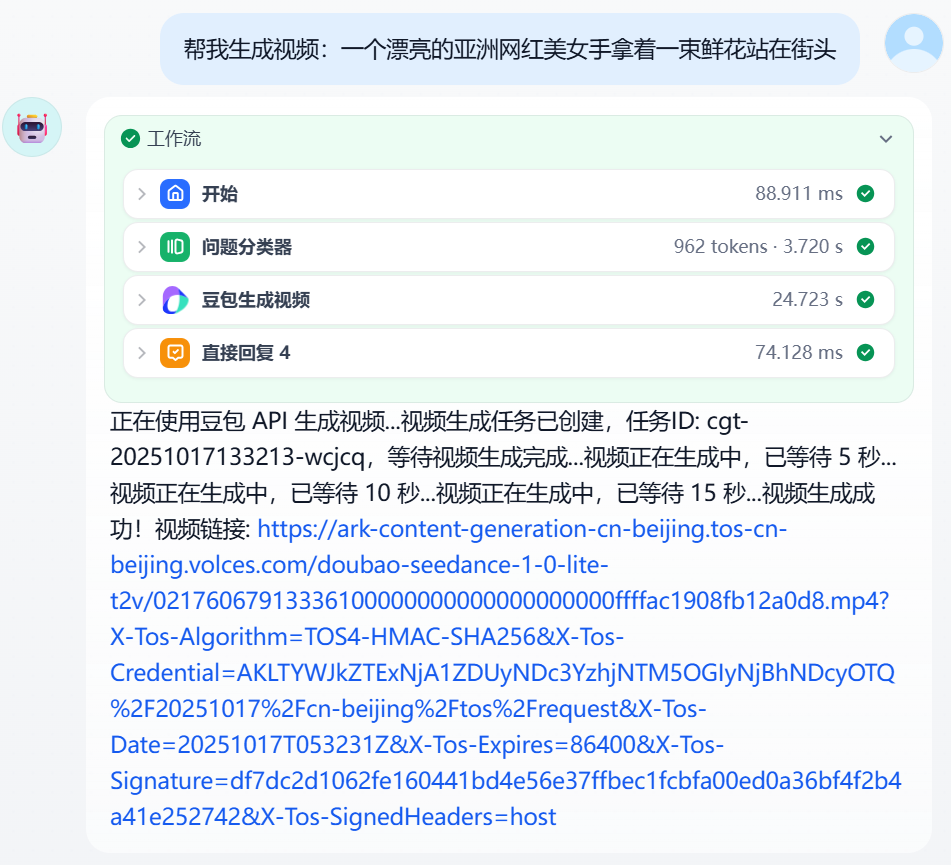 帮我生成视频：一个漂亮的亚洲网红美女手拿着一束鲜花站在街头
工作流
开始 88.911 ms
问题分类器 962 tokens · 3.720 s
豆包生成视频 24.723 s
直接回复 4 74.128 ms
正在使用豆包 API 生成视频...视频生成任务已创建，任务ID: cgt-
20251017133213-wcjcq，等待视频生成完成...视频正在生成中，已等待 5 秒...
视频正在生成中，已等待 10 秒...视频正在生成中，已等待 15 秒...视频生成成
功！视频链接: https://ark-content-generation-cn-beijing.tos-cn-
beijing.volces.com/doubao-seedance-1-0-lite-
t2v/02176067913336100000000000000000000ffffac1908fb12a0d8.mp4?
X-Tos-Algorithm=TOS4-HMAC-SHA256&X-Tos-
Credential=AKLTYWJkZTExNjA1ZDUyNDc3YzhjNTM5OGIyNjBhNDcyOTQ
%2F20251017%2Fcn-beijing%2Ftos%2Frequest&X-Tos-
Date=20251017T053231Z&X-Tos-Expires=86400&X-Tos-
Signature=df7dc2d1062fe160441bd4e56e37ffbec1fcbfa00ed0a36bf4f2b4
a41e252742&X-Tos-SignedHeaders=host